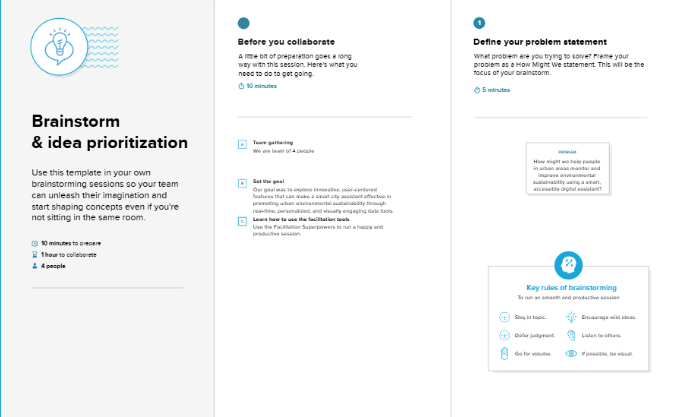 Brainstorm
& idea prioritization
Use this template in your own
brainstorming sessions so your team
can unleash their imagination and
start shaping concepts even if you're
not sitting in the same room.
10 minutes to prepare
1 hour to collaborate
4 people
Before you collaborate
A little bit of preparation goes a long
way with this session. Here's what you
need to do to get going.
10 minutes
A
Team gathering
We are team of 4 people
B
Set the goal
Our goal was to explore innovative, user-centered
features that can make a smart city assistant effective in
promoting urban environmental sustainability through
real-time, personalized, and visually engaging data tools.
C
Learn how to use the facilitation tools
Use the Facilitation Superpowers to run a happy and
productive session.
1
Define your problem statement
What problem are you trying to solve? Frame your
problem as a How Might We statement. This will be the
focus of your brainstorm.
5 minutes
PROBLEM
How might we help people
in urban areas monitor and
improve environmental
sustainability using a smart,
accessible digital assistant?
Key rules of brainstorming
To run an smooth and productive session
Stay in topic.
Encourage wild ideas.
Defer judgment.
Listen to others.
Go for volume.
If possible, be visual.